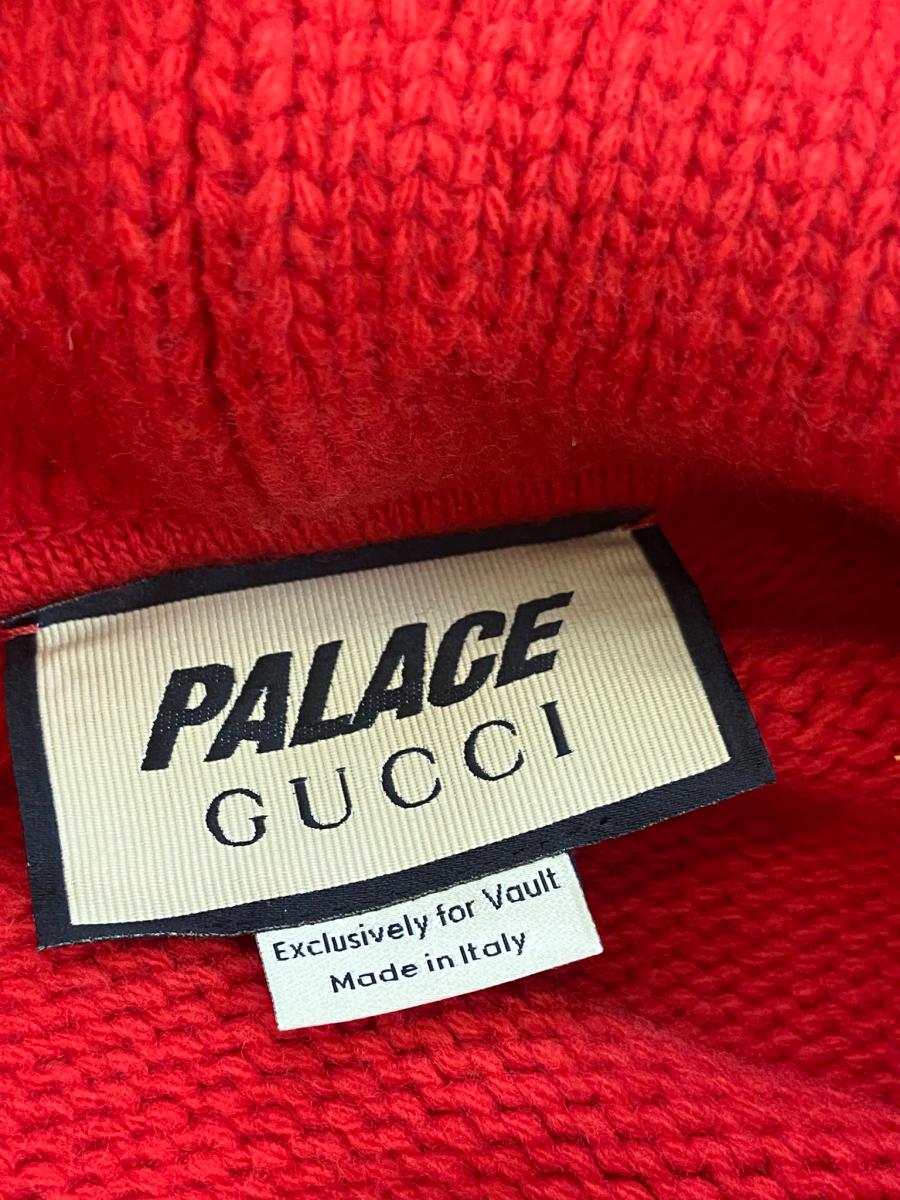 PALACE
GUCCI
Exclusively for Vault
Made in Italy